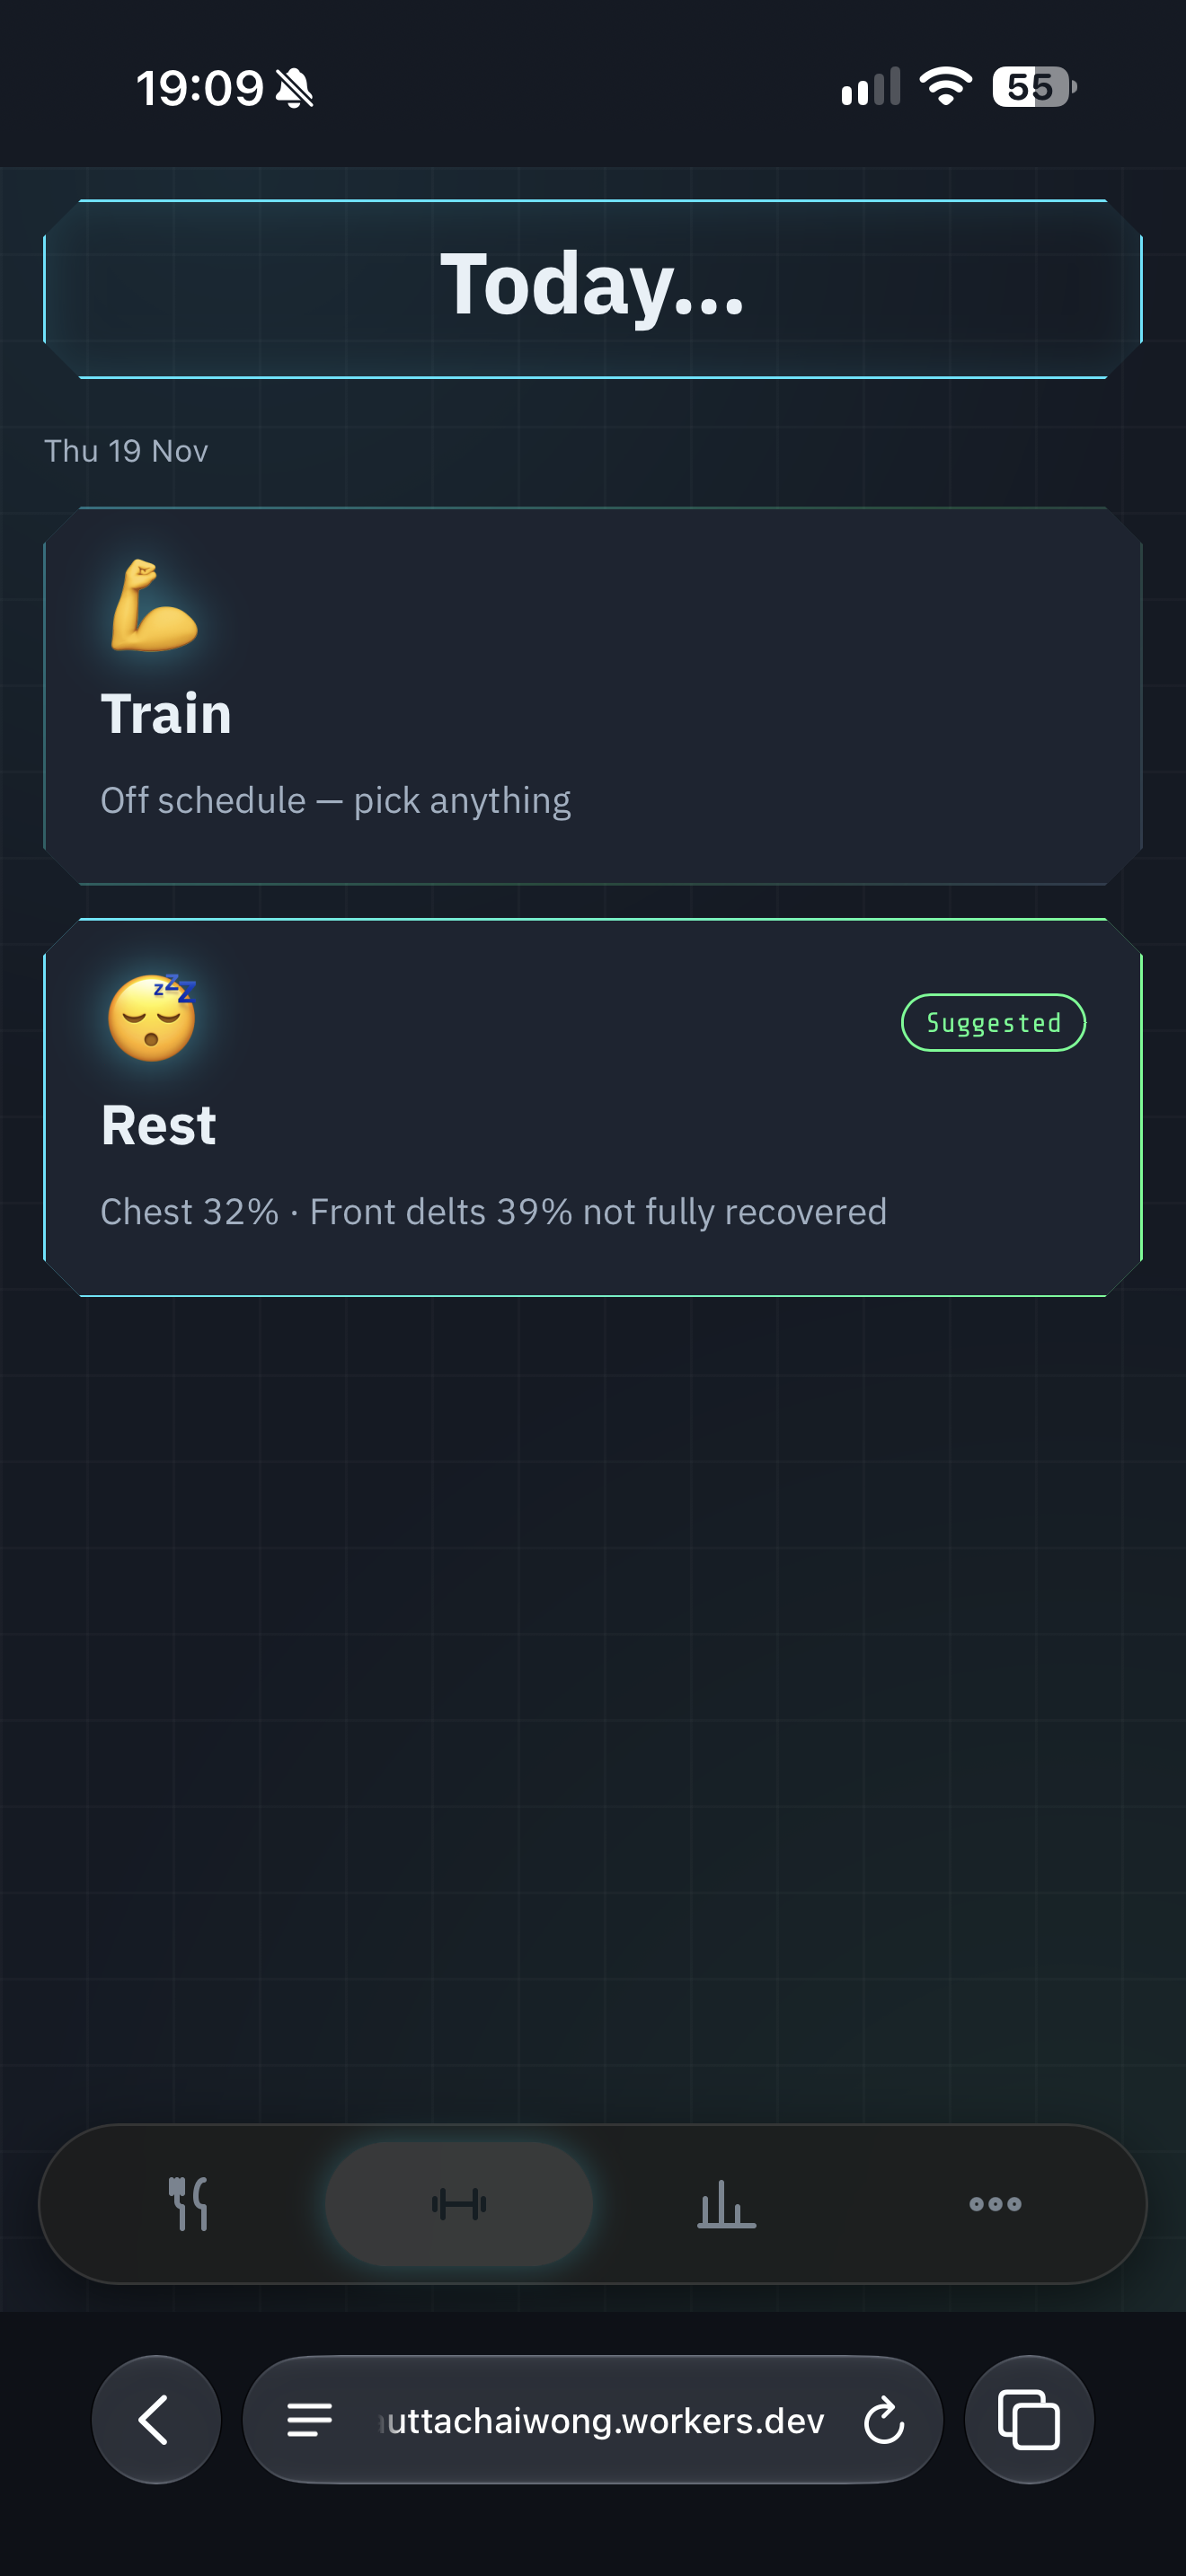 19:09
55
Today...
Thu 19 Nov
Train
Off schedule — pick anything
zzz
Suggested
Rest
Chest 32% · Front delts 39% not fully recovered
uttachaiwong.workers.dev